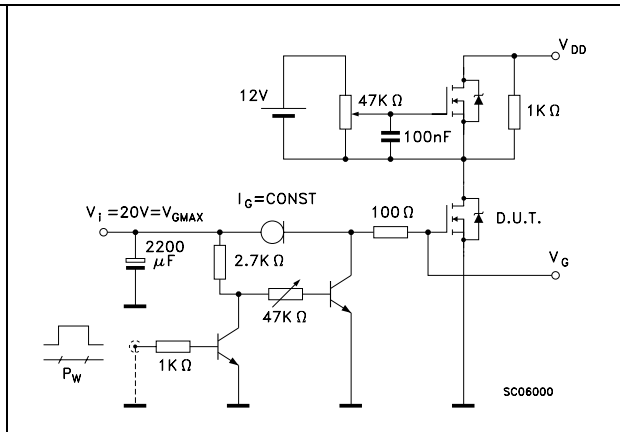 V_DD
12V
47K Ω
1K Ω
100nF
I_G=CONST
V_i =20V=V_GMAX
100 Ω
D.U.T.
2200
μF
2.7K Ω
V_G
47K Ω
1K Ω
P_W
SC06000